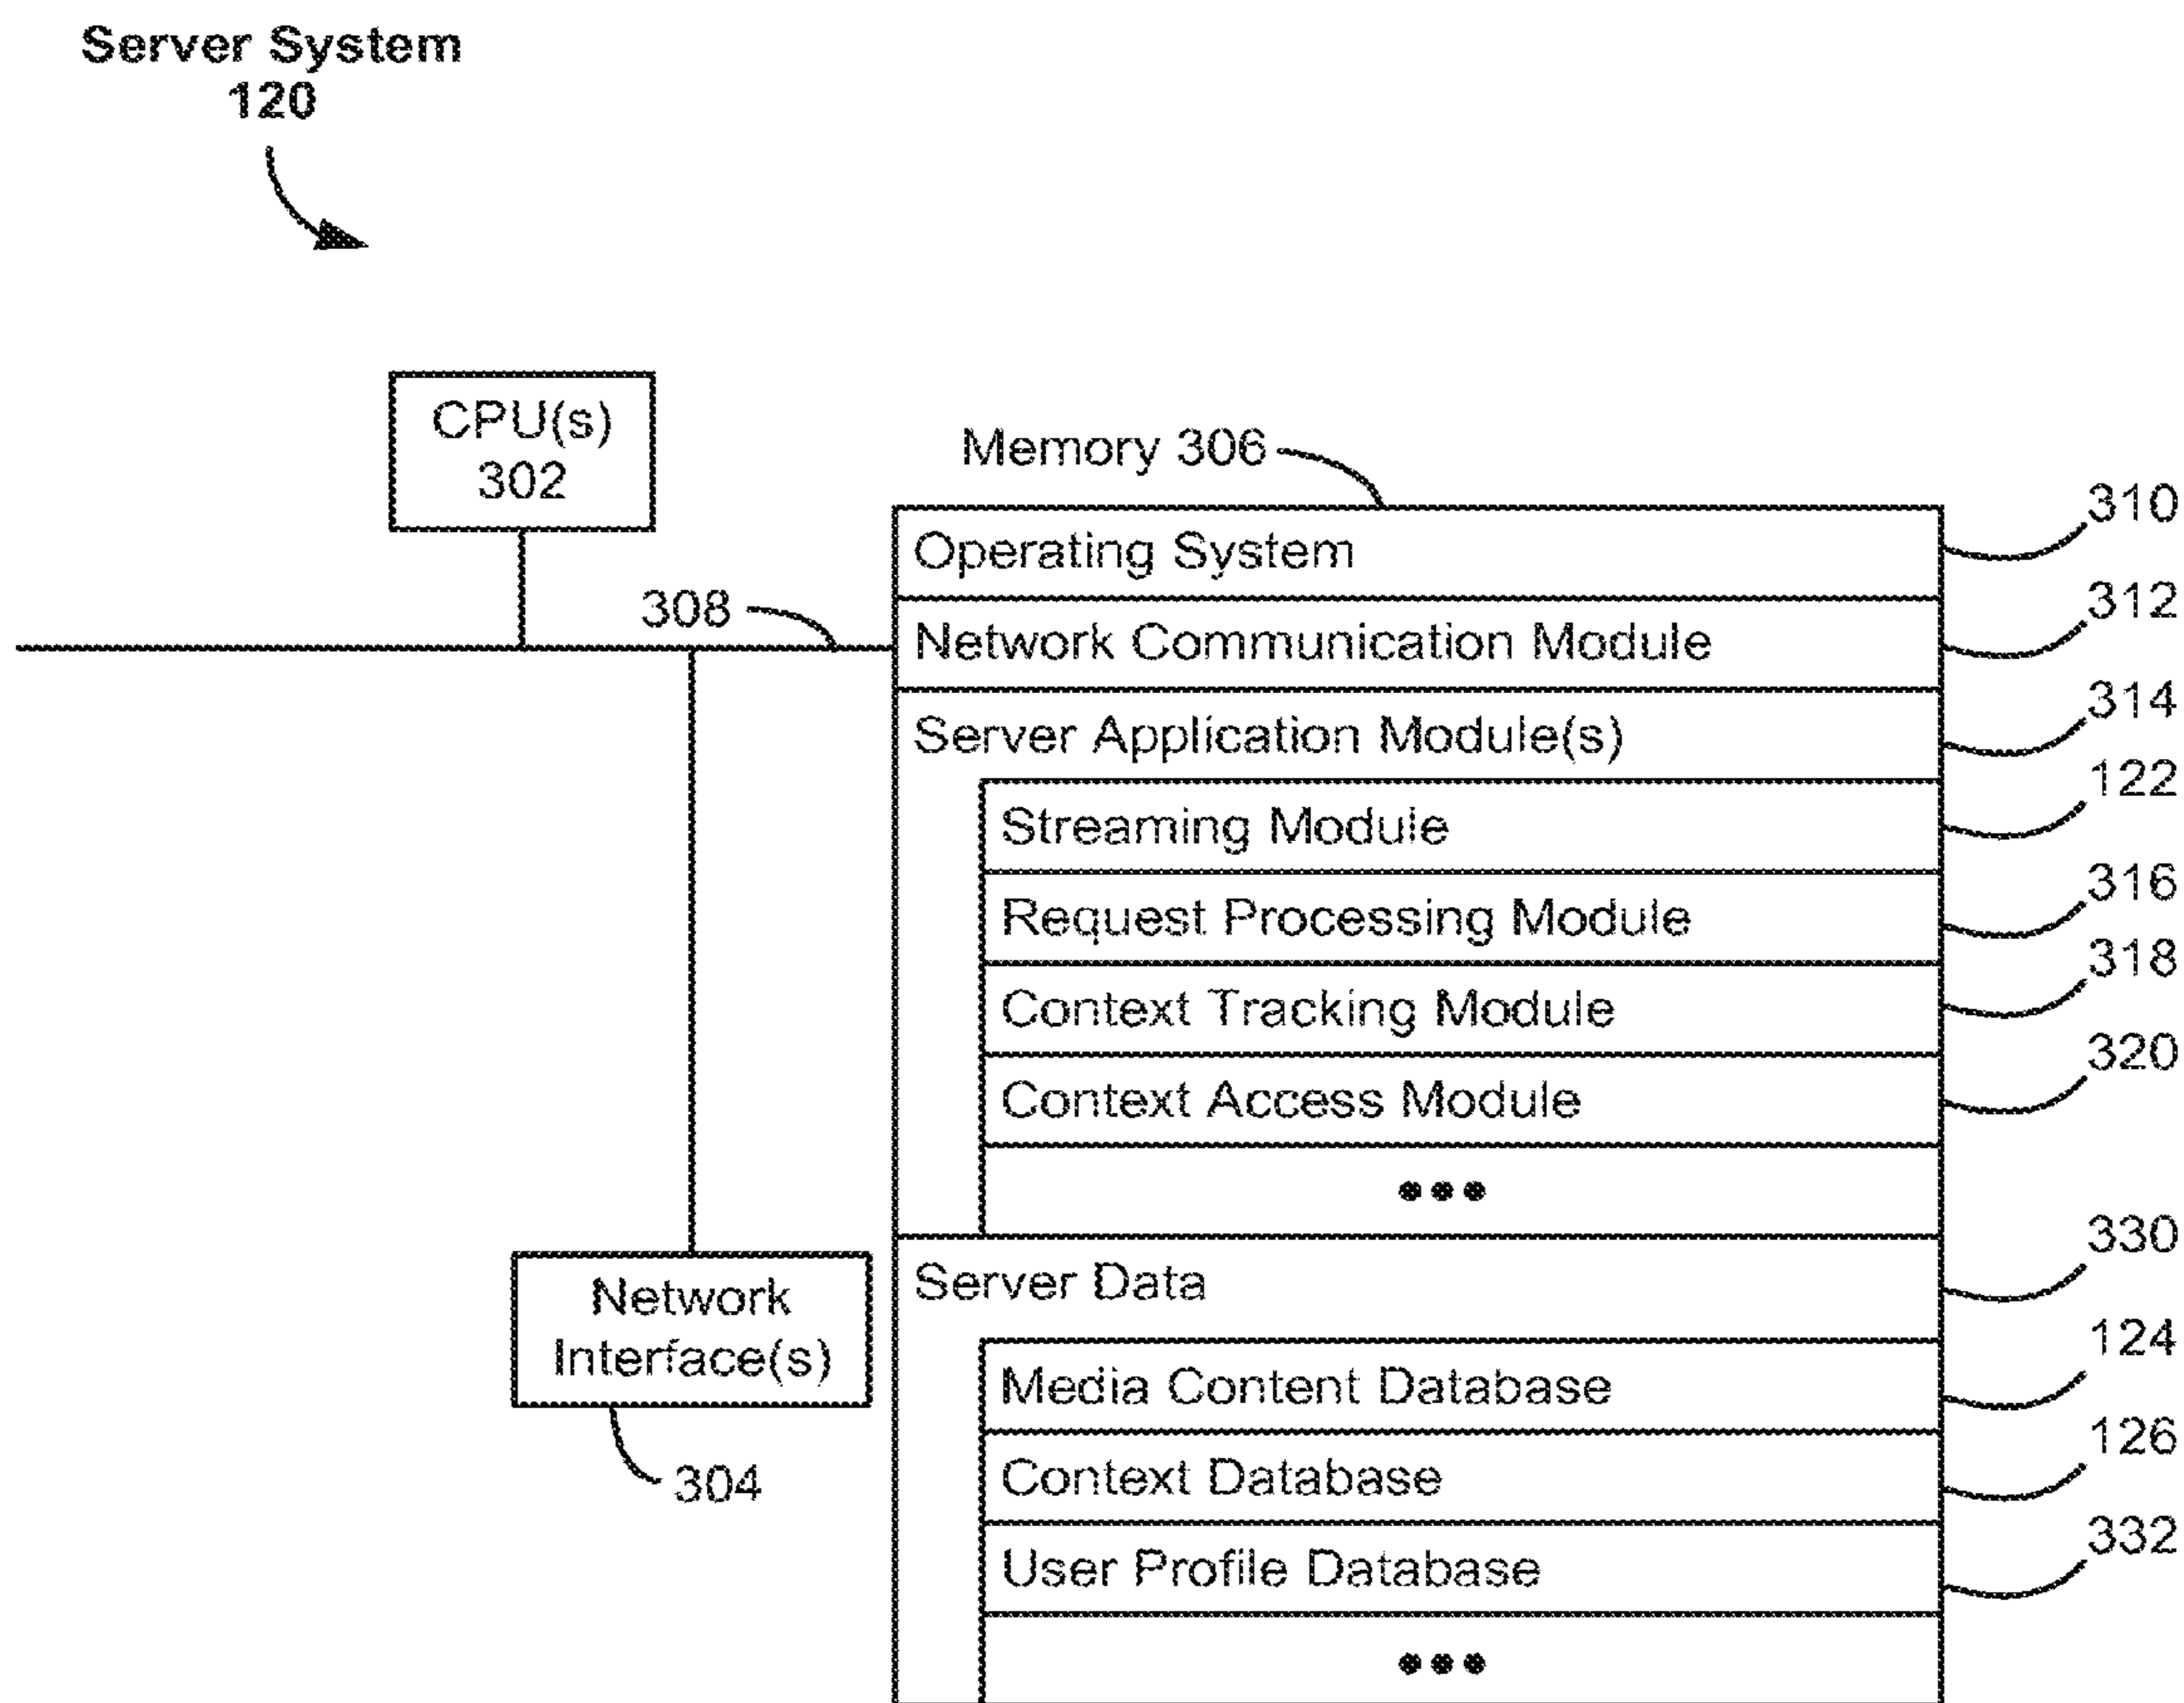 Server System
120
CPU(s)
302
Memory 306
308
Operating System
310
Network Communication Module
312
Server Application Module(s)
314
Streaming Module
122
Request Processing Module
316
Context Tracking Module
318
Context Access Module
320
•••
Server Data
330
Network
Interface(s)
304
Media Content Database
124
Context Database
126
User Profile Database
332
•••